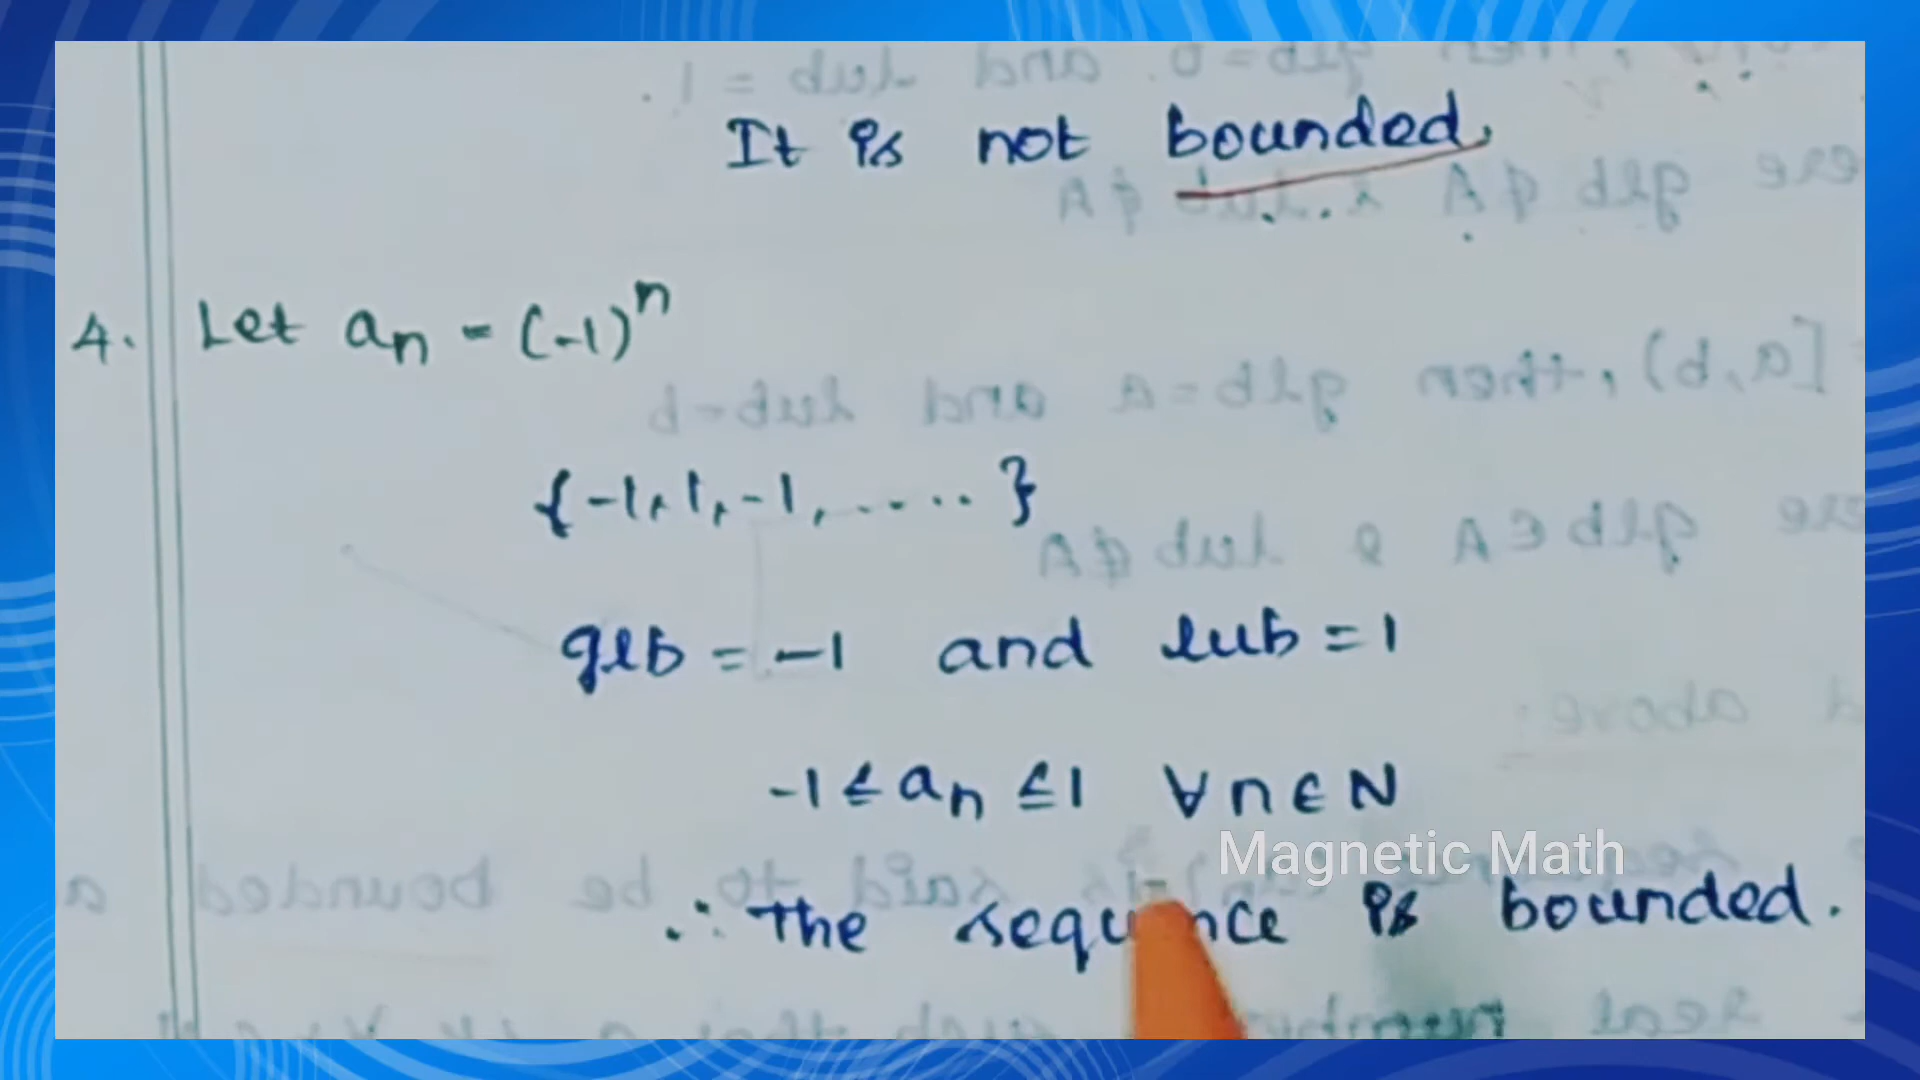 It is not bounded.
4. Let an = (-1)^n
{-1, 1, -1, ..... }
glb = -1 and lub = 1
-1 ≤ an ≤ 1 ∀ n ∈ N
Magnetic Math
∴ The sequence is bounded.